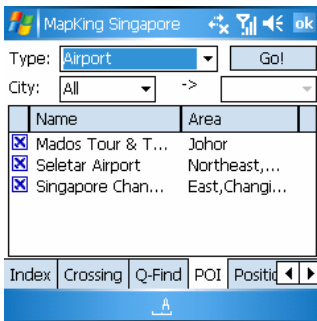 MapKing Singapore ok
Type: Airport Go!
City: All ->
Name Area
Mados Tour & T... Johor
Seletar Airport Northeast,...
Singapore Chan... East,Changi...
Index Crossing Q-Find POI Positic